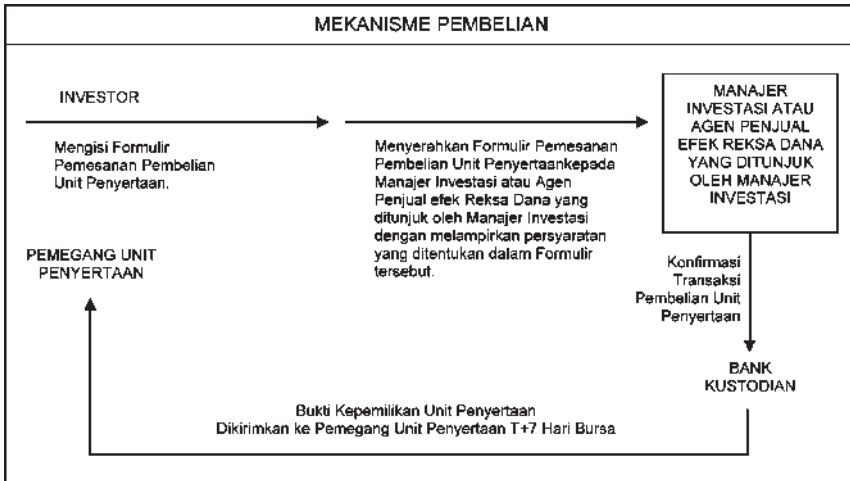 MEKANISME PEMBELIAN
INVESTOR
Mengisi Formulir
Pemesanan Pembelian
Unit Penyertaan.
Menyerahkan Formulir Pemesanan
Pembelian Unit Penyertaankepada
Manajer Investasi atau Agen
Penjual efek Reksa Dana yang
ditunjuk oleh Manajer Investasi
dengan melampirkan persyaratan
yang ditentukan dalam Formulir
tersebut.
MANAJER
INVESTASI ATAU
AGEN PENJUAL
EFEK REKSA DANA
YANG DITUNJUK
OLEH MANAJER
INVESTASI
Konfirmasi
Transaksi
Pembelian Unit
Penyertaan
BANK
KUSTODIAN
Bukti Kepemilikan Unit Penyertaan
Dikirimkan ke Pemegang Unit Penyertaan T+7 Hari Bursa
PEMEGANG UNIT
PENYERTAAN